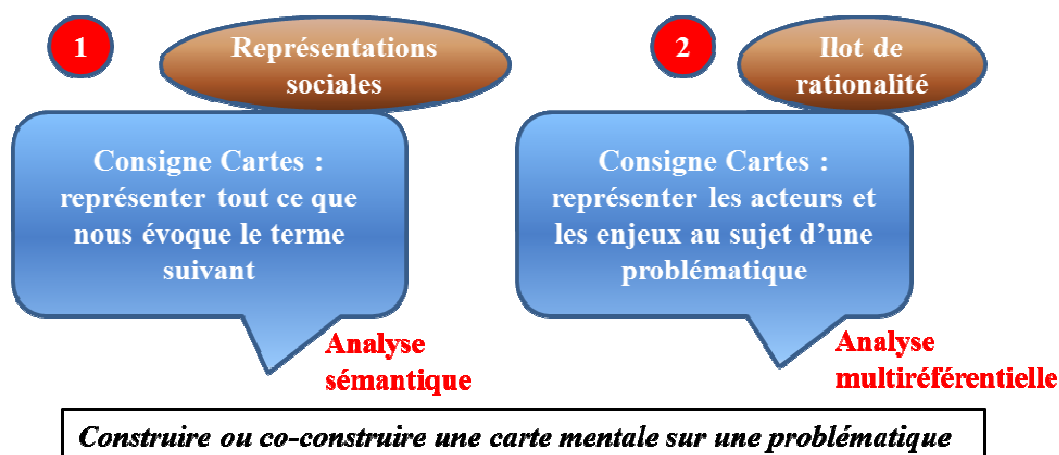 1
Représentations
sociales
Consigne Cartes :
représenter tout ce que
nous évoque le terme
suivant
Analyse
sémantique
2
Ilot de
rationalité
Consigne Cartes :
représenter les acteurs et
les enjeux au sujet d’une
problématique
Analyse
multiréférentielle
Construire ou co-construire une carte mentale sur une problématique